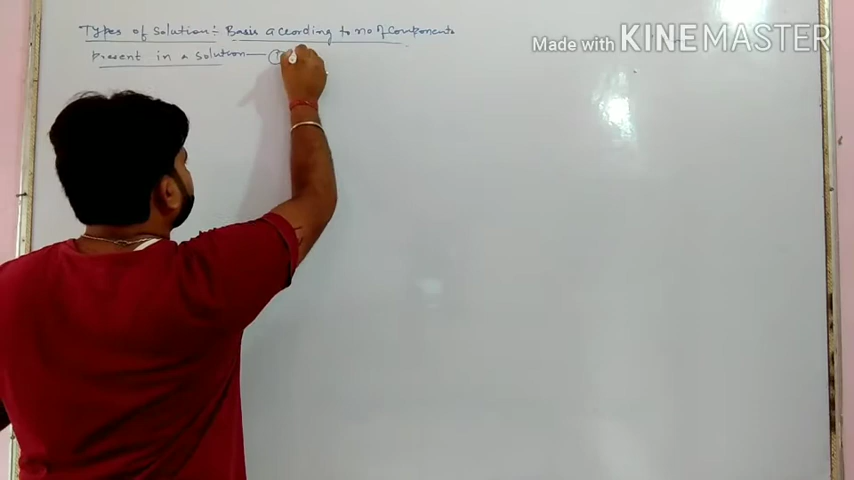 Types of solution:- Basis according to no of components
present in a solution—
Made with KINEMASTER